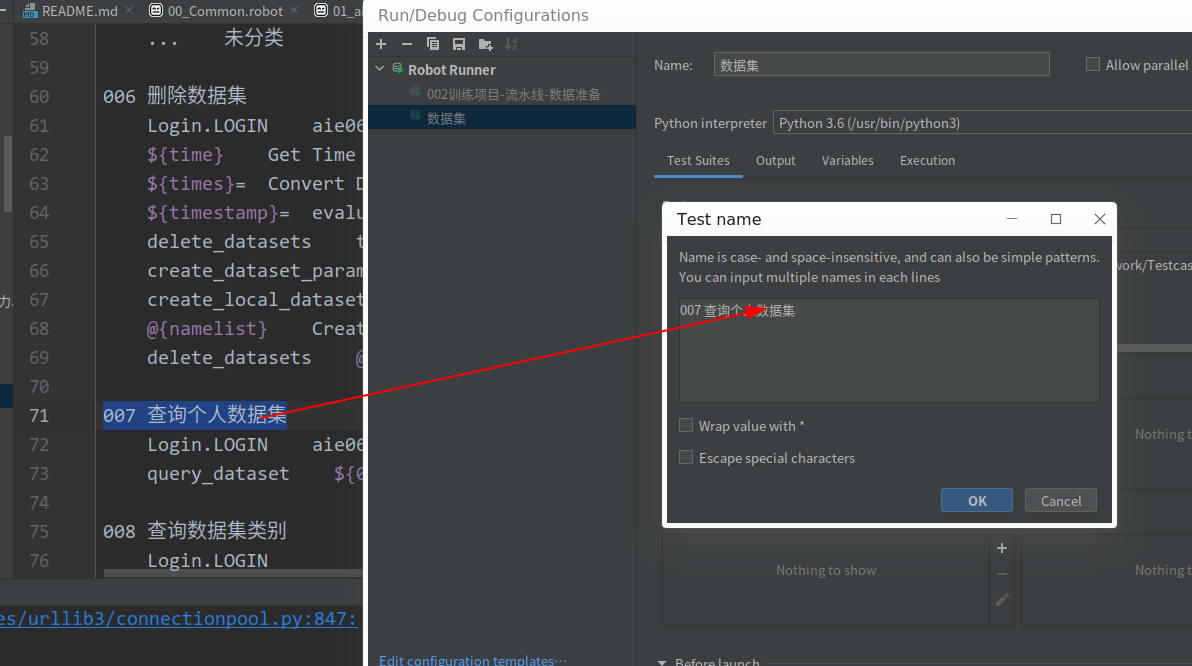 README.md
00_Common.robot
58 ... 未分类
59
60 006 删除数据集
61 Login.LOGIN
62 ${time} Get Time
63 ${times}= Convert
64 ${timestamp}=
65 delete_datasets
66
67 create_local_dataset
68 @{namelist}
69 delete_datasets
70
71 007 查询个人数据集
72 Login.LOGIN
73 query_dataset
74
75 008 查询数据集类别
76 Login.LOGIN
es/urllib3/connectionpool.py:847:
Run/Debug Configurations
Robot Runner
002训练项目-流水线-数据准备
数据集
Edit configuration templates...
Name: 数据集
Allow parallel
Python interpreter Python 3.6 (/usr/bin/python3)
Test Suites Output Variables Execution
Test name
Name is case- and space-insensitive, and can also be simple patterns.
You can input multiple names in each lines
007 查询个人数据集
Wrap value with *
Escape special characters
OK Cancel
work/Testcas
Nothing t
Nothing to show
Nothing t
Before launch